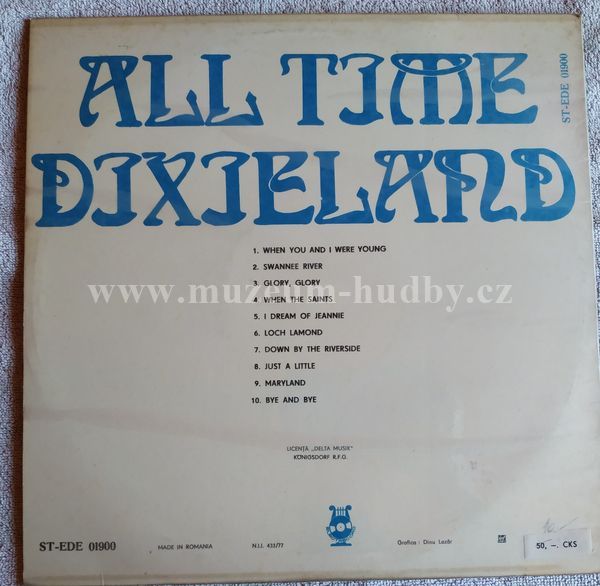 ALL TIME
DIXIELAND
ST-EDE 01900
1. WHEN YOU AND I WERE YOUNG
2. SWANNEE RIVER
3. GLORY, GLORY
4. WHEN THE SAINTS
5. I DREAM OF JEANNIE
6. LOCH LAMOND
7. DOWN BY THE RIVERSIDE
8. JUST A LITTLE
9. MARYLAND
10. BYE AND BYE
www.muzeum-hudby.cz
LICENȚA „DELTA MUSIK"
KÖNIGSDORF R.F.G.
ST-EDE 01900
MADE IN ROMANIA
N.I.I. 433/77
Grafica : Dinu Lazăr
50, –. CKS